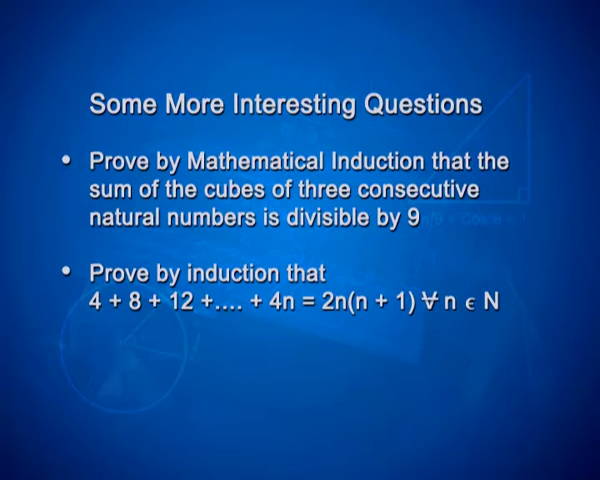 Some More Interesting Questions
• Prove by Mathematical Induction that the
sum of the cubes of three consecutive
natural numbers is divisible by 9
• Prove by induction that
4 + 8 + 12 +.... + 4n = 2n(n + 1) ∀ n ϵ N